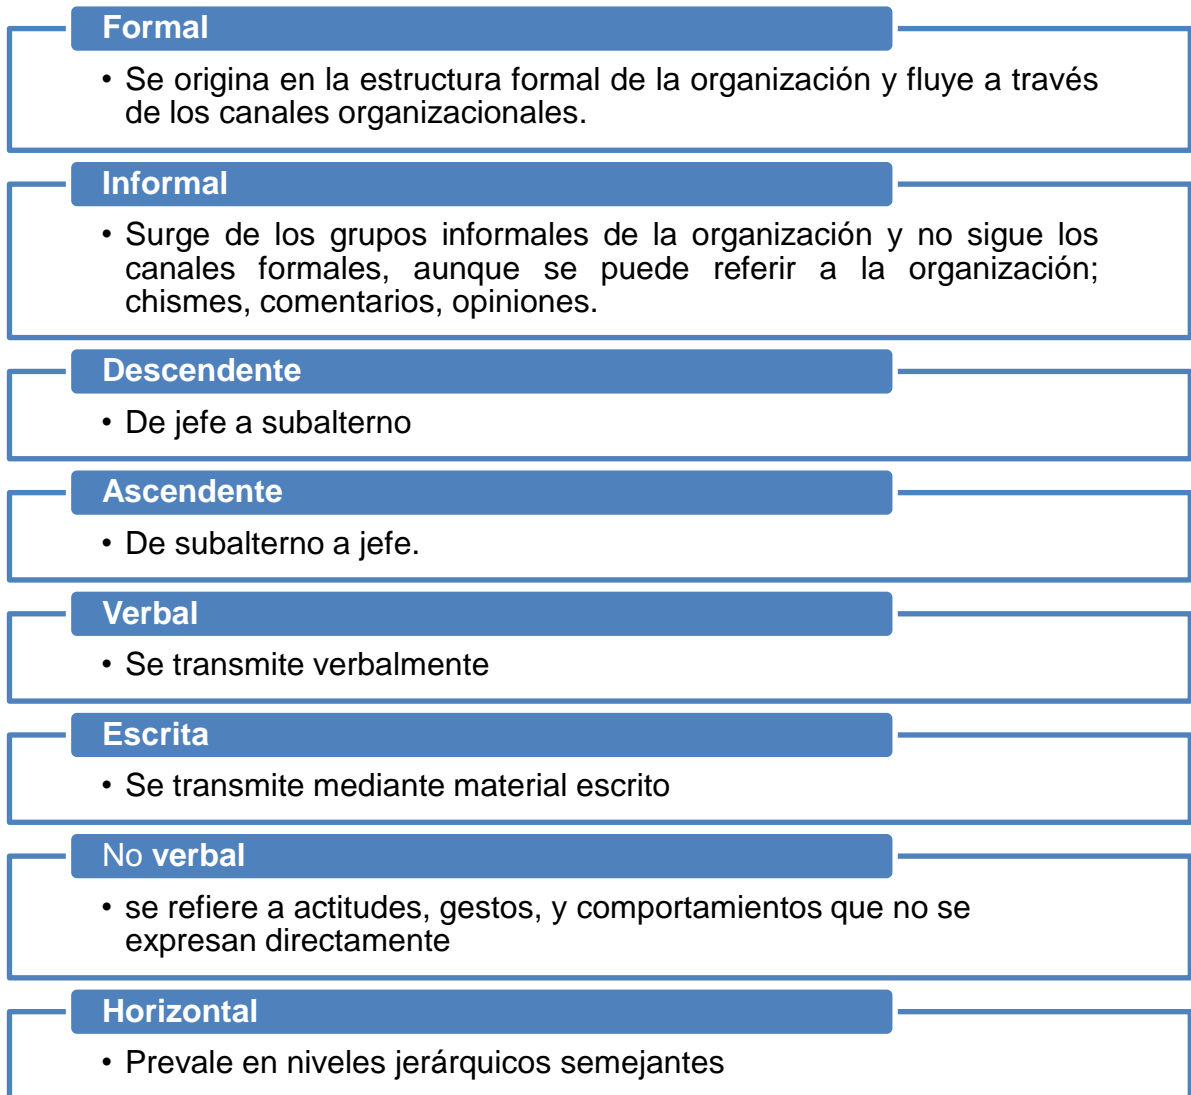 Formal
• Se origina en la estructura formal de la organización y fluye a través
de los canales organizacionales.
Informal
• Surge de los grupos informales de la organización y no sigue los
canales formales, aunque se puede referir a la organización;
chismes, comentarios, opiniones.
Descendente
• De jefe a subalterno
Ascendente
• De subalterno a jefe.
Verbal
• Se transmite verbalmente
Escrita
• Se transmite mediante material escrito
No verbal
• se refiere a actitudes, gestos, y comportamientos que no se
expresan directamente
Horizontal
• Prevale en niveles jerárquicos semejantes